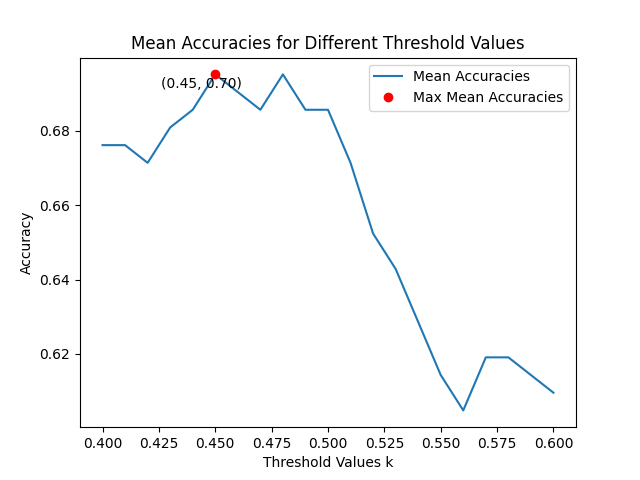 Mean Accuracies for Different Threshold Values
Mean Accuracies
Max Mean Accuracies
(0.45, 0.70)
0.68
0.66
0.64
0.62
Accuracy
0.400 0.425 0.450 0.475 0.500 0.525 0.550 0.575 0.600
Threshold Values k